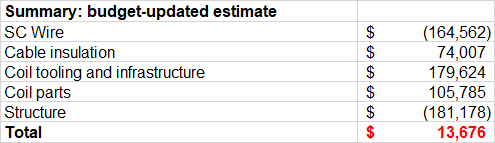 Summary: budget-updated estimate
SC Wire $ (164,562)
Cable insulation $ 74,007
Coil tooling and infrastructure $ 179,624
Coil parts $ 105,785
Structure $ (181,178)
Total $ 13,676